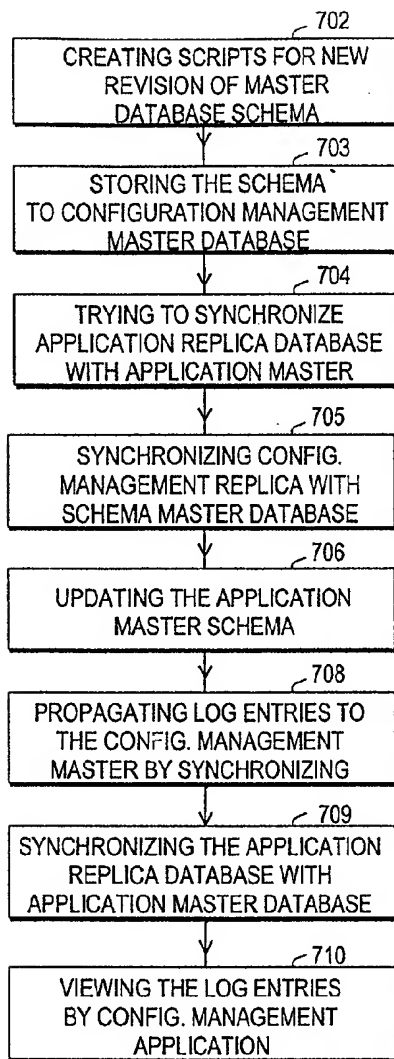 702
CREATING SCRIPTS FOR NEW
REVISION OF MASTER
DATABASE SCHEMA
703
STORING THE SCHEMA
TO CONFIGURATION MANAGEMENT
MASTER DATABASE
704
TRYING TO SYNCHRONIZE
APPLICATION REPLICA DATABASE
WITH APPLICATION MASTER
705
SYNCHRONIZING CONFIG.
MANAGEMENT REPLICA WITH
SCHEMA MASTER DATABASE
706
UPDATING THE APPLICATION
MASTER SCHEMA
708
PROPAGATING LOG ENTRIES TO
THE CONFIG. MANAGEMENT
MASTER BY SYNCHRONIZING
709
SYNCHRONIZING THE APPLICATION
REPLICA DATABASE WITH
APPLICATION MASTER DATABASE
710
VIEWING THE LOG ENTRIES
BY CONFIG. MANAGEMENT
APPLICATION